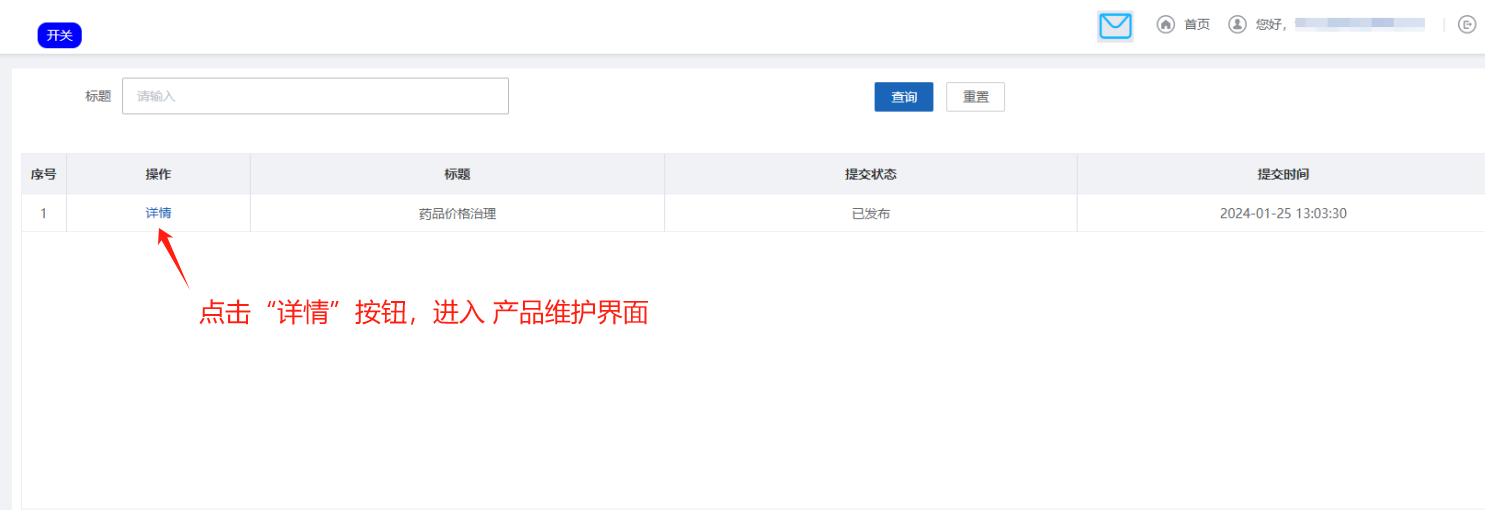 开关
首页 您好,
标题 请输入 查询 重置
序号 操作 标题 提交状态 提交时间
1 详情 药品价格治理 已发布 2024-01-25 13:03:30
点击“详情”按钮，进入 产品维护界面